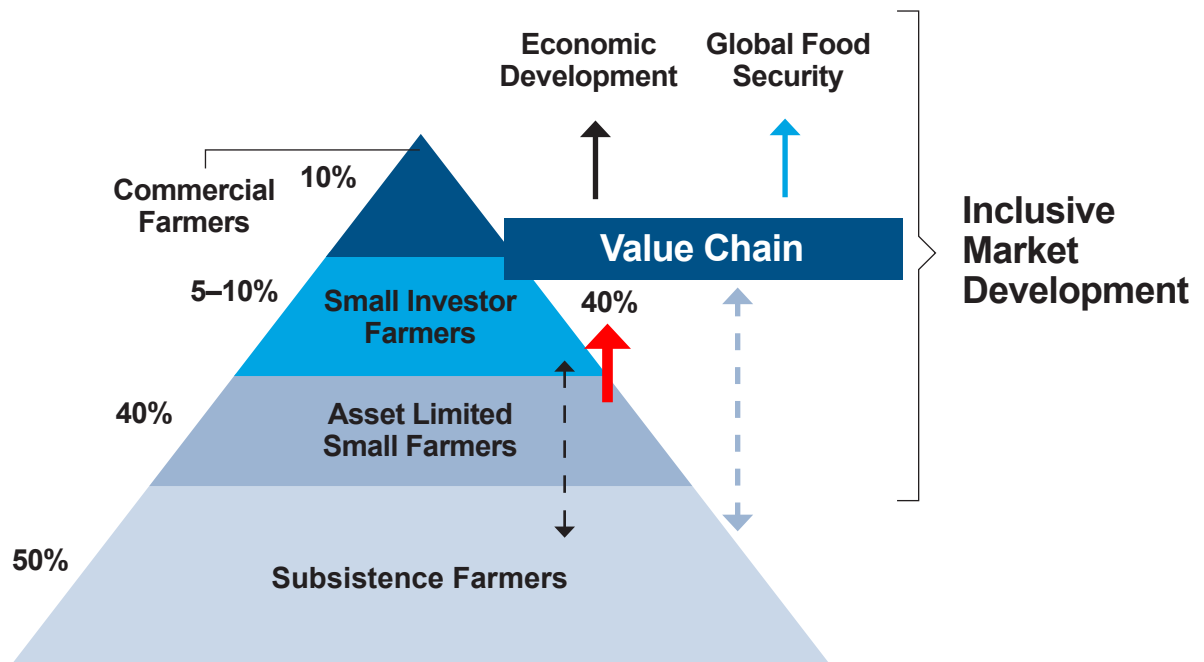 Economic
Development
Global Food
Security
Commercial
Farmers
10%
Value Chain
Inclusive
Market
Development
5–10%
Small Investor
Farmers
40%
40%
Asset Limited
Small Farmers
50%
Subsistence Farmers